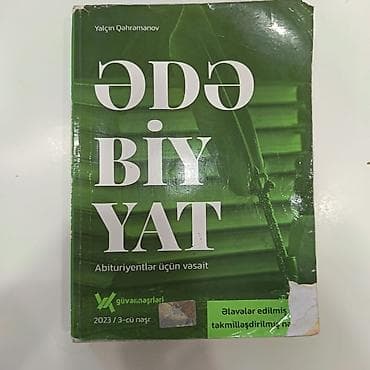 Yalçın Qəhrəmanov
ƏDƏ
BİY
YAT
Abituriyentlər üçün vəsait
güvən nəşrləri
2023 / 3-cü nəşr
Əlavələr edilmiş
təkmilləşdirilmiş